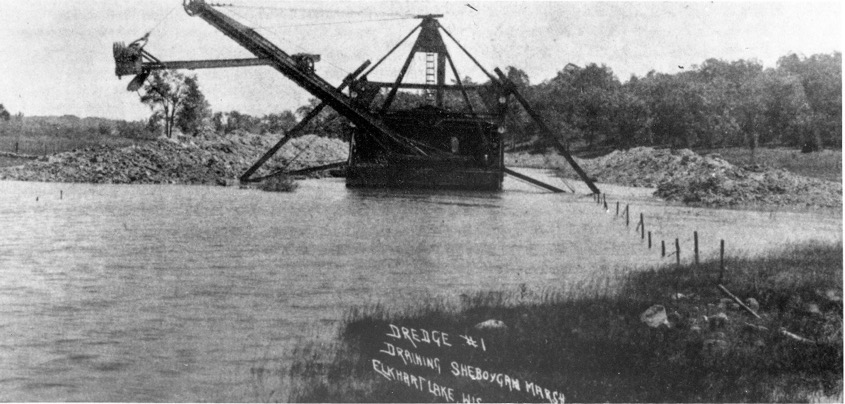 DREDGE #1
DRAINING SHEBOYGAN MARSH
ELKHART LAKE, WIS